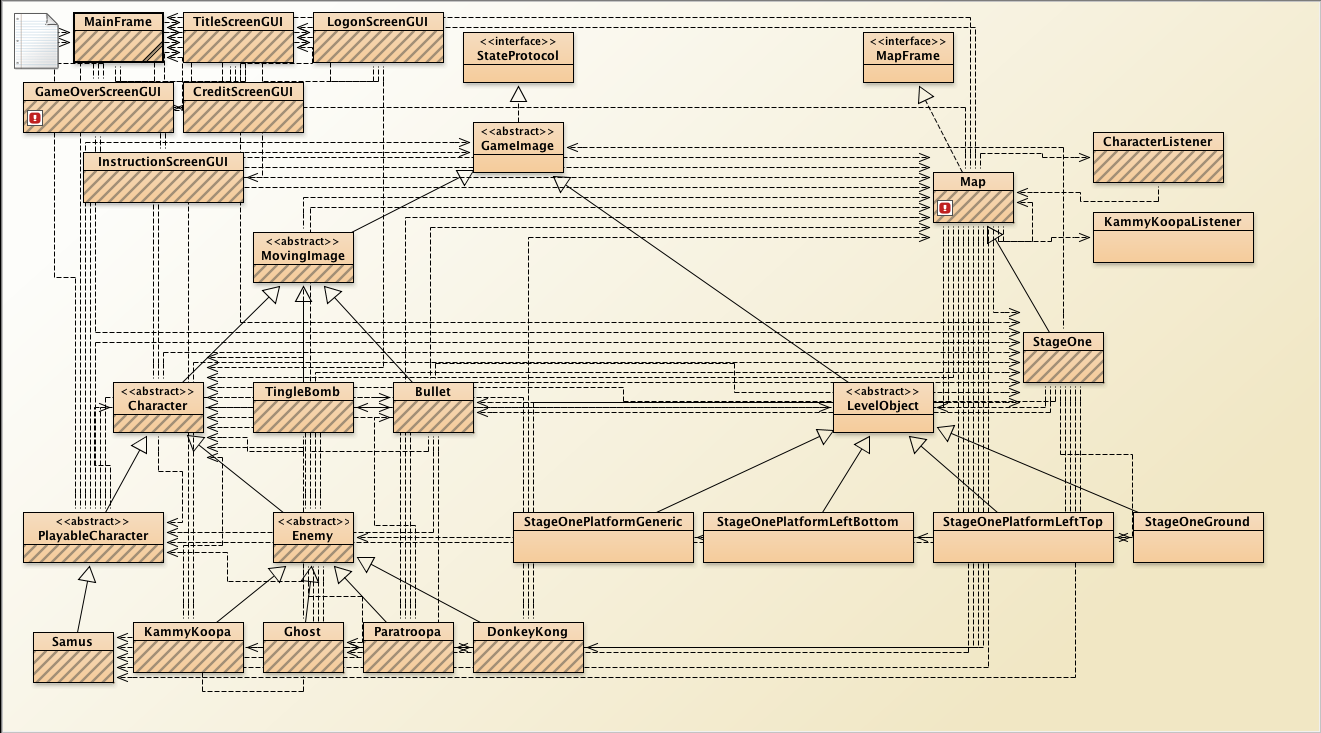 MainFrame
TitleScreenGUI
LogonScreenGUI
<<interface>>
StateProtocol
<<interface>>
MapFrame
GameOverScreenGUI
CreditScreenGUI
<<abstract>>
GameImage
CharacterListener
InstructionScreenGUI
Map
KammyKoopaListener
<<abstract>>
MovingImage
StageOne
<<abstract>>
Character
TingleBomb
Bullet
<<abstract>>
LevelObject
<<abstract>>
PlayableCharacter
<<abstract>>
Enemy
StageOnePlatformGeneric
StageOnePlatformLeftBottom
StageOnePlatformLeftTop
StageOneGround
Samus
KammyKoopa
Ghost
Paratroopa
DonkeyKong